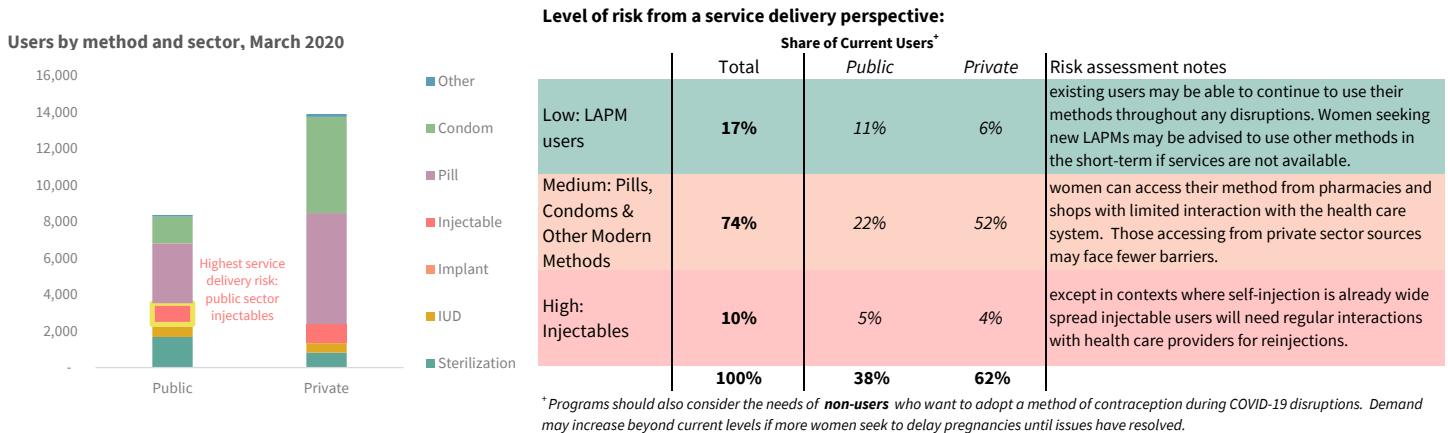 Users by method and sector, March 2020
16,000
14,000
12,000
10,000
8,000
6,000
4,000
2,000
-
Public
Private
Highest service
delivery risk:
public sector
injectables
Other
Condom
Pill
Injectable
Implant
IUD
Sterilization
Level of risk from a service delivery perspective:
Share of Current Users+
Total Public Private Risk assessment notes
Low: LAPM
users
17% 11% 6%
existing users may be able to continue to use their
methods throughout any disruptions. Women seeking
new LAPMs may be advised to use other methods in
the short-term if services are not available.
Medium: Pills,
Condoms &
Other Modern
Methods
74% 22% 52%
women can access their method from pharmacies and
shops with limited interaction with the health care
system. Those accessing from private sector sources
may face fewer barriers.
High:
Injectables
10% 5% 4%
except in contexts where self-injection is already wide
spread injectable users will need regular interactions
with health care providers for reinjections.
100% 38% 62%
+Programs should also consider the needs of non-users who want to adopt a method of contraception during COVID-19 disruptions. Demand
may increase beyond current levels if more women seek to delay pregnancies until issues have resolved.